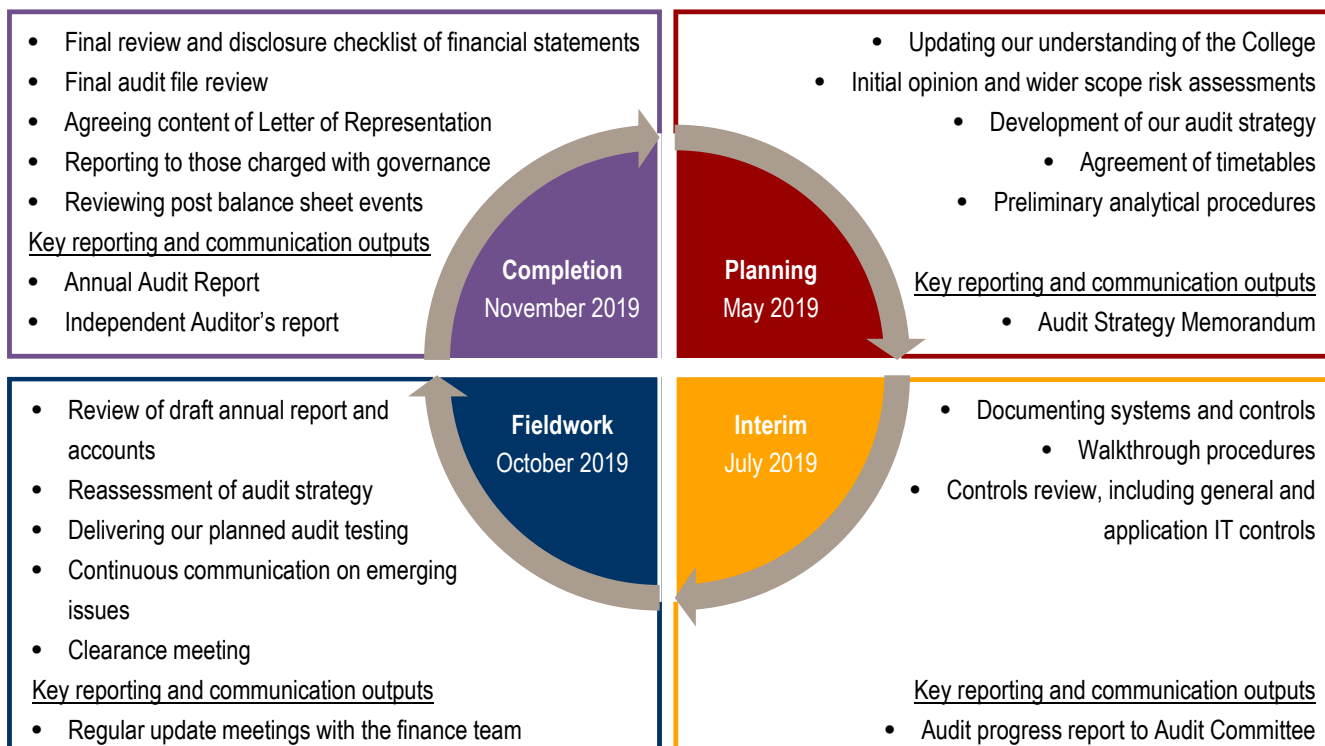 • Final review and disclosure checklist of financial statements
• Final audit file review
• Agreeing content of Letter of Representation
• Reporting to those charged with governance
• Reviewing post balance sheet events
Key reporting and communication outputs
• Annual Audit Report
• Independent Auditor's report
Completion
November 2019
• Updating our understanding of the College
• Initial opinion and wider scope risk assessments
• Development of our audit strategy
• Agreement of timetables
• Preliminary analytical procedures
Key reporting and communication outputs
• Audit Strategy Memorandum
Planning
May 2019
• Review of draft annual report and
accounts
• Reassessment of audit strategy
• Delivering our planned audit testing
• Continuous communication on emerging
issues
• Clearance meeting
Key reporting and communication outputs
• Regular update meetings with the finance team
Fieldwork
October 2019
Interim
July 2019
• Documenting systems and controls
• Walkthrough procedures
• Controls review, including general and
application IT controls
Key reporting and communication outputs
• Audit progress report to Audit Committee